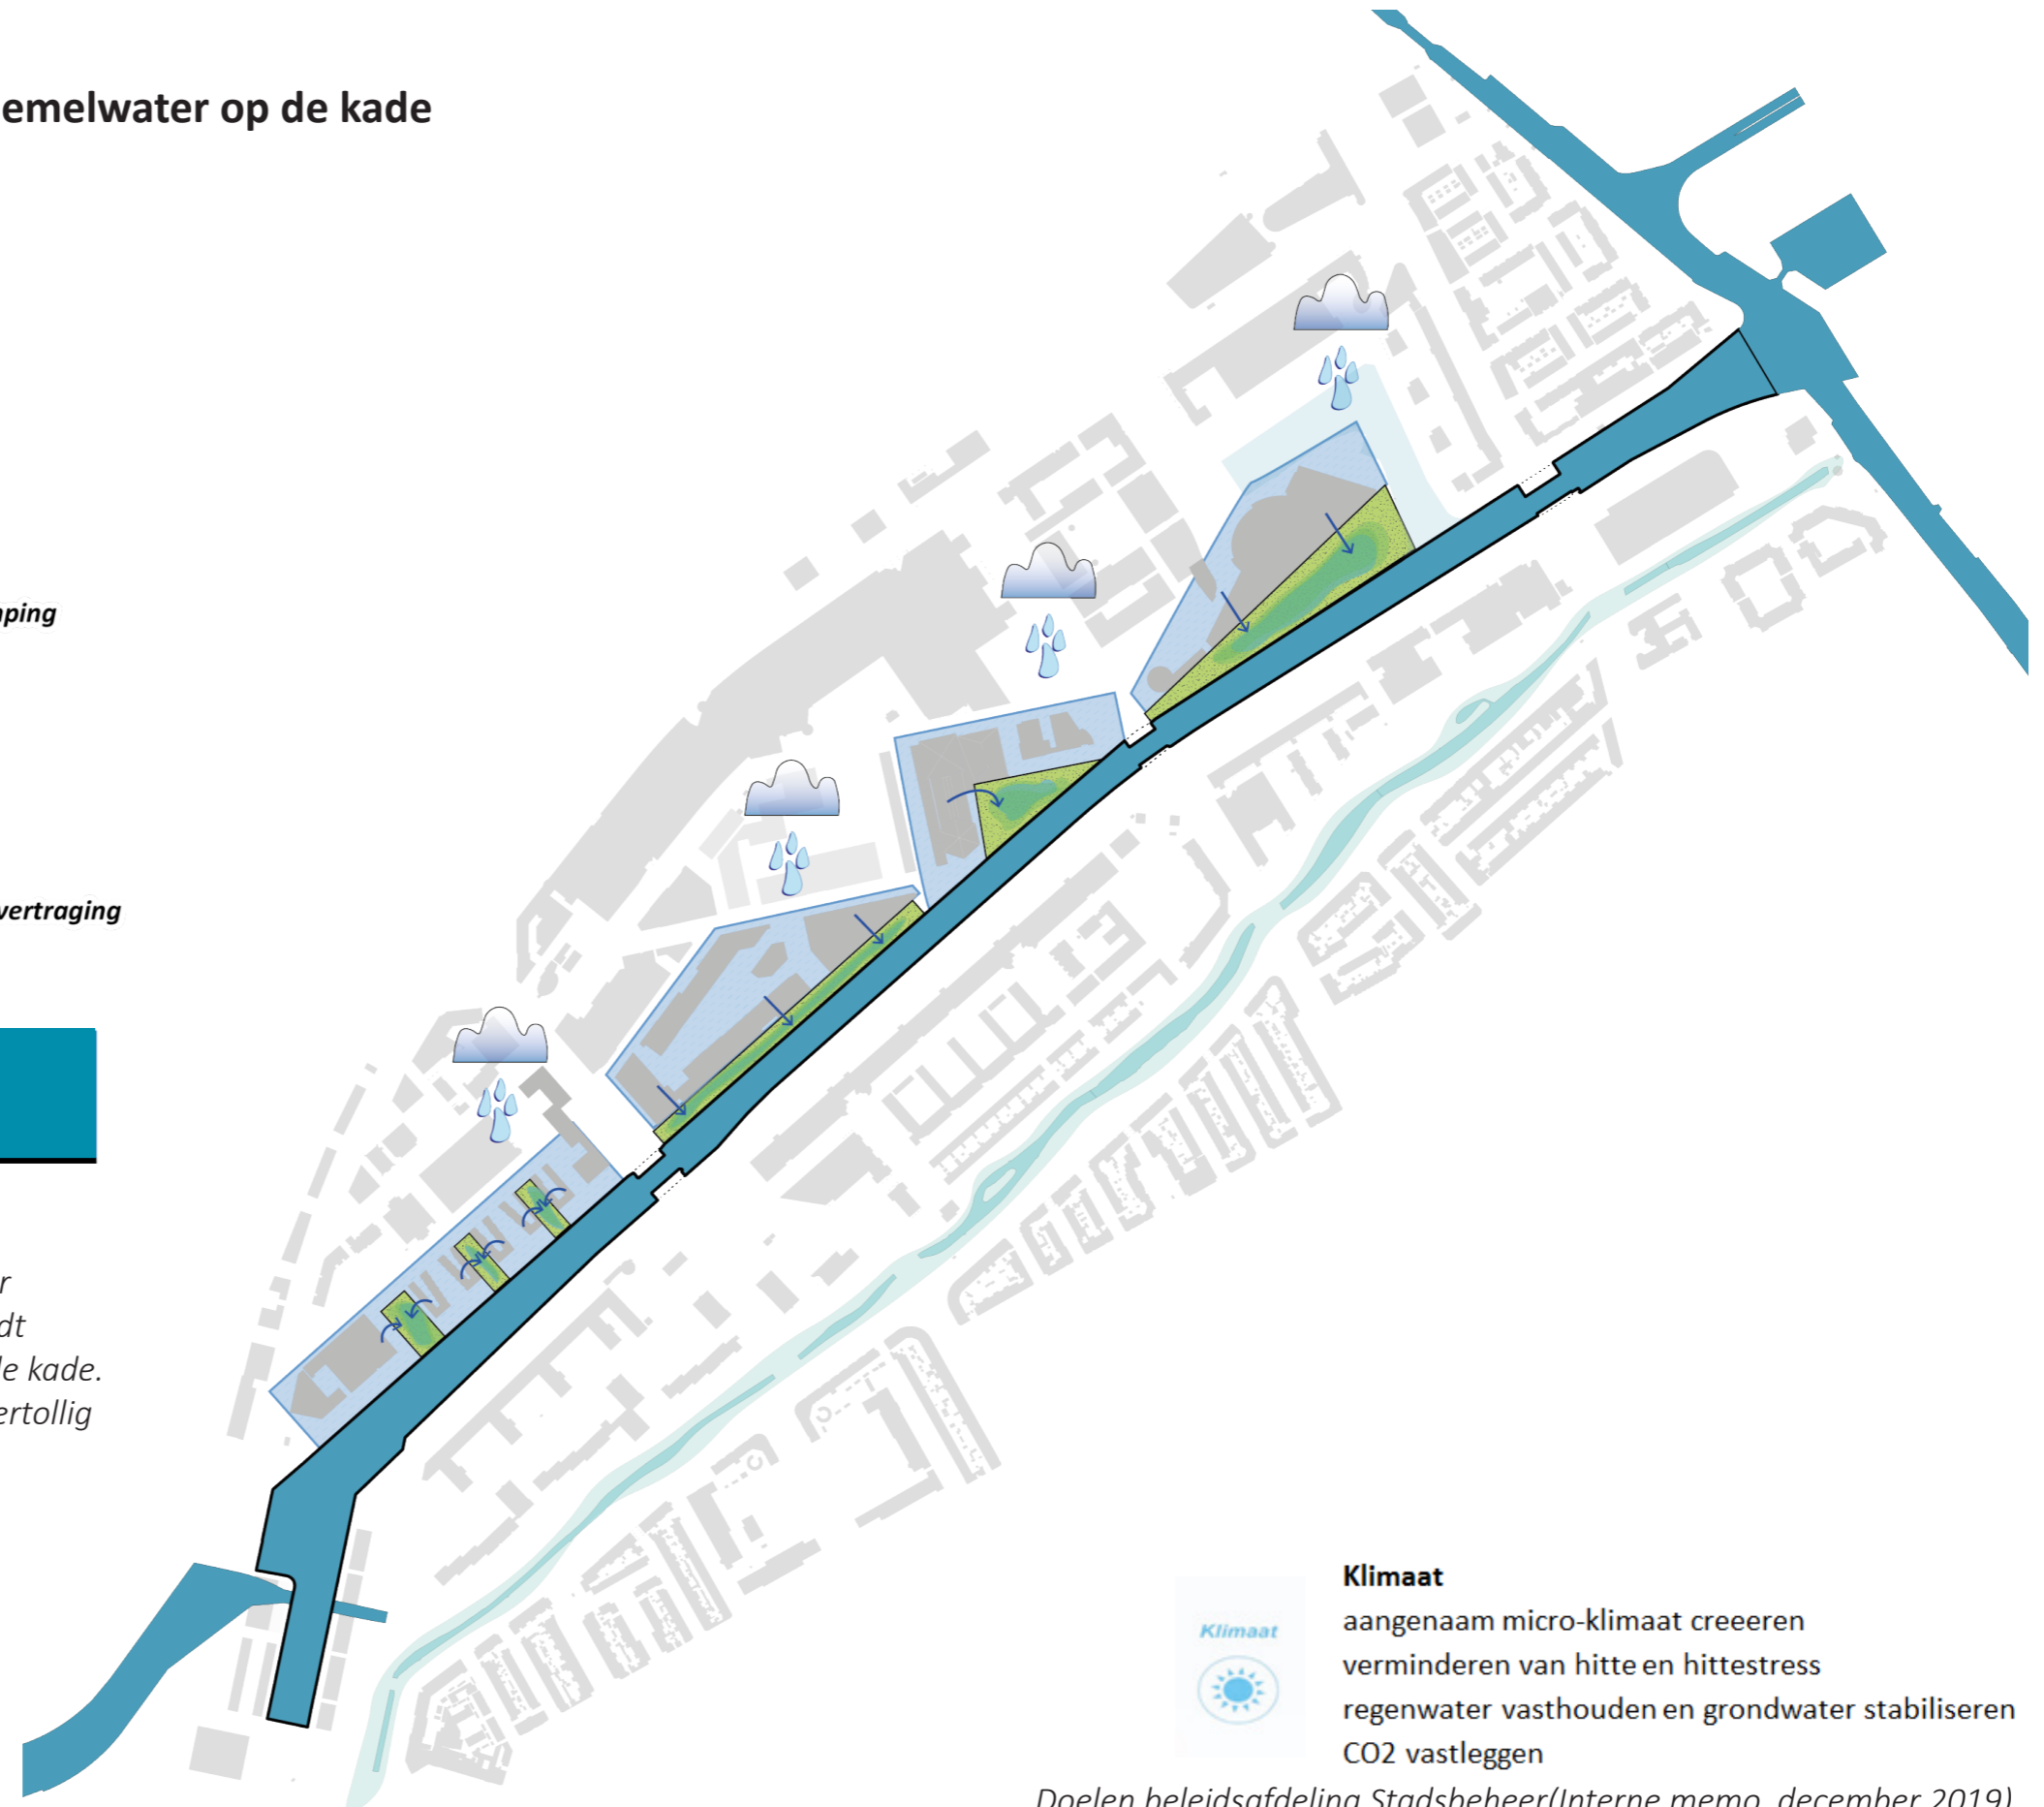 emelwater op de kade
ping
vertraging
r
dt
de kade.
ertollig
Klimaat
Klimaat
aangenaam micro-klimaat creeeren
verminderen van hitte en hittestress
regenwater vasthouden en grondwater stabiliseren
CO2 vastleggen
Doelen beleidsafdeling Stadsbeheer(Interne memo, december 2019)